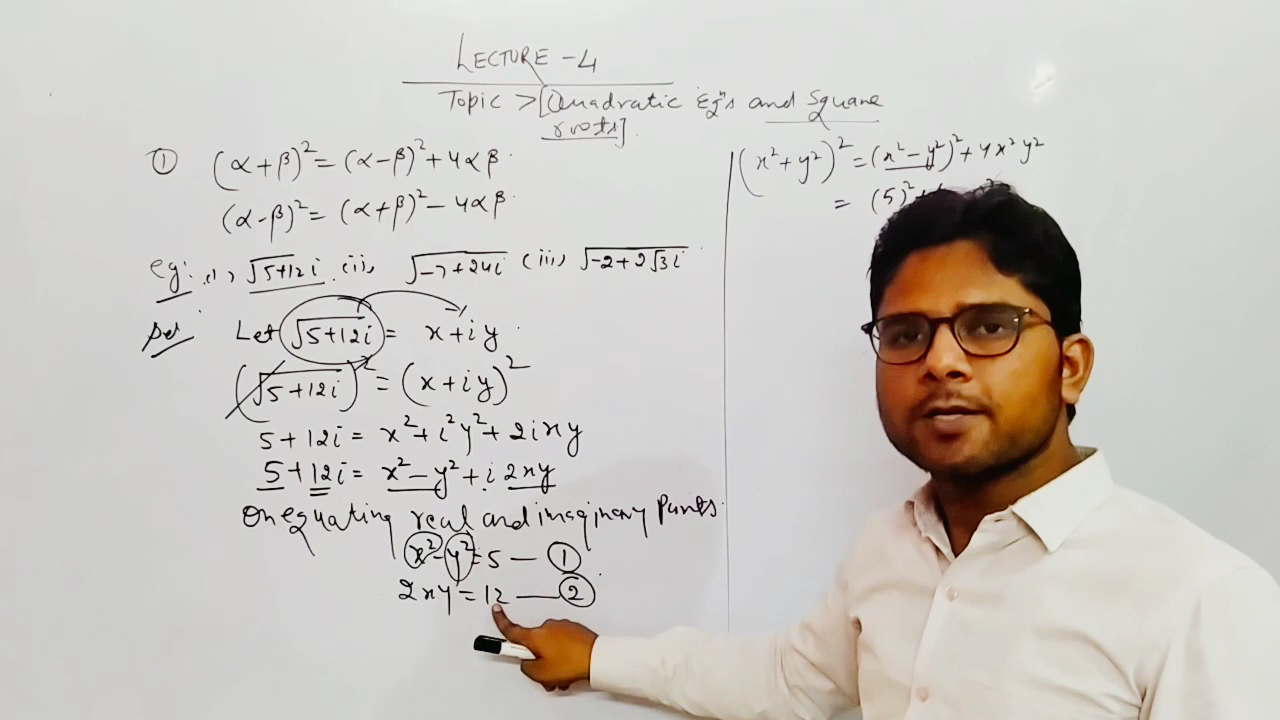 LECTURE - 4
Topic > [Quadratic Eqⁿs and Square
roots].
① (α+β)² = (α-β)² + 4αβ.
(α-β)² = (α+β)² - 4αβ
eg: (i) √5+12i (ii) √-7+24i (iii) √-2+2√3i
Let √5+12i = x+iy.
(√5+12i)² = (x+iy)²
5+12i = x²+i²y²+2ixy
5+12i = x²-y²+i2xy
On equating real and imaginary Parts.
x²-y²=5 — ①
2xy=12 — ②
(x²+y²)² = (x²-y²)²+4x²y²
= (5)²